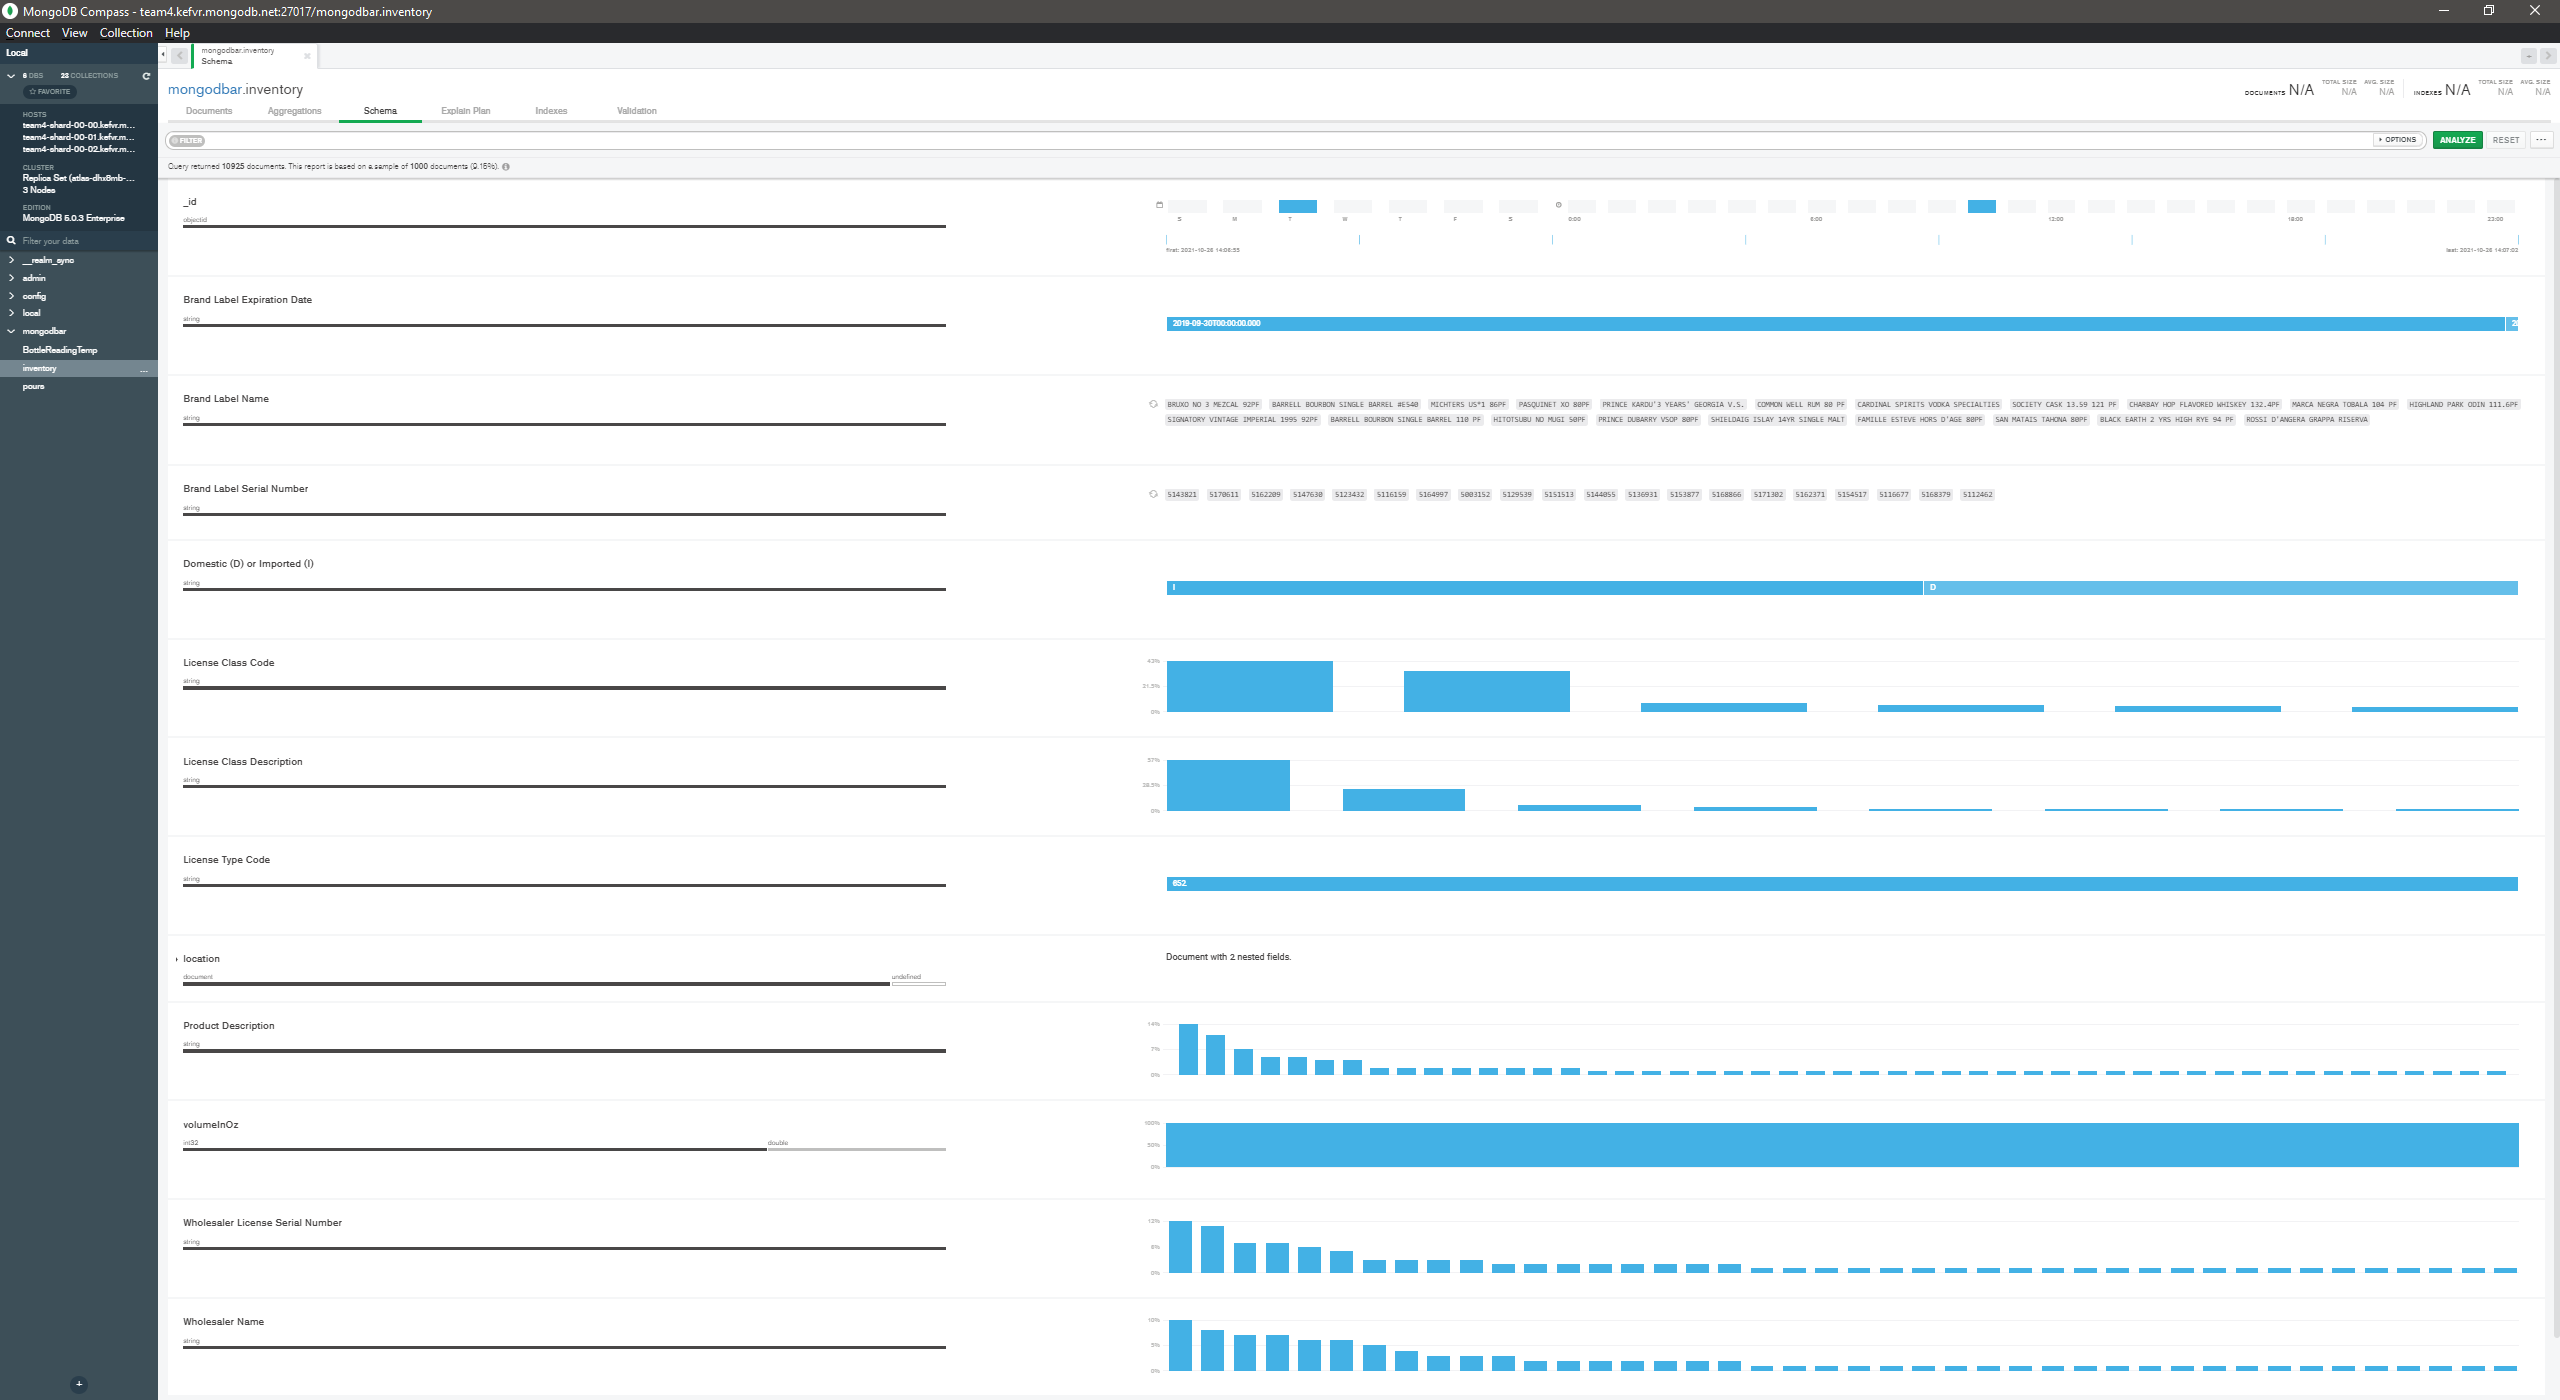 MongoDB Compass - team4.kefvr.mongodb.net:27017/mongodbar.inventory
Connect View Collection Help
Local
6 DBS 23 COLLECTIONS
FAVORITE
HOSTS
team4-shard-00-00.kefvr.m...
team4-shard-00-01.kefvr.m...
team4-shard-00-02.kefvr.m...
CLUSTER
Replica Set (atlas-dhx8mb-...
3 Nodes
EDITION
MongoDB 5.0.3 Enterprise
Filter your data
__realm_sync
admin
config
local
mongodbar
BottleReadingTemp
inventory ...
pours
mongodbar.inventory
Schema
mongodbar.inventory
DOCUMENTS N/A TOTAL SIZE N/A AVG. SIZE N/A INDEXES N/A TOTAL SIZE N/A AVG. SIZE N/A
Documents Aggregations Schema Explain Plan Indexes Validation
FILTER OPTIONS ANALYZE RESET ...
Query returned 10925 documents. This report is based on a sample of 1000 documents (9.15%).
_id
objectid
S M T W T F S 0:00 6:00 12:00 18:00 23:00
first: 2021-10-26 14:06:55 last: 2021-10-26 14:07:02
Brand Label Expiration Date
string
2019-09-30T00:00:00.000 20
Brand Label Name
string
BRUXO NO 3 MEZCAL 92PF BARRELL BOURBON SINGLE BARREL #E540 MICHTERS US*1 86PF PASQUINET XO 80PF PRINCE KARDU'3 YEARS' GEORGIA V.S. COMMON WELL RUM 80 PF CARDINAL SPIRITS VODKA SPECIALTIES SOCIETY CASK 13.59 121 PF CHARBAY HOP FLAVORED WHISKEY 132.4PF MARCA NEGRA TOBALA 104 PF HIGHLAND PARK ODIN 111.6PF
SIGNATORY VINTAGE IMPERIAL 1995 92PF BARRELL BOURBON SINGLE BARREL 110 PF HITOTSUBU NO MUGI 50PF PRINCE DUBARRY VSOP 80PF SHIELDAIG ISLAY 14YR SINGLE MALT FAMILLE ESTEVE HORS D'AGE 80PF SAN MATAIS TAHONA 80PF BLACK EARTH 2 YRS HIGH RYE 94 PF ROSSI D'ANGERA GRAPPA RISERVA
Brand Label Serial Number
string
5143821 5170611 5162209 5147630 5123432 5116159 5164997 5003152 5129539 5151513 5144055 5136931 5153877 5168866 5171302 5162371 5154517 5116677 5168379 5112462
Domestic (D) or Imported (I)
string
I D
License Class Code
string
42%
31.5%
0%
License Class Description
string
57%
38.5%
0%
License Type Code
string
652
location
document undefined
Document with 2 nested fields.
Product Description
string
14%
7%
0%
volumeInOz
int32 double
100%
50%
0%
Wholesaler License Serial Number
string
12%
6%
0%
Wholesaler Name
string
10%
5%
0%